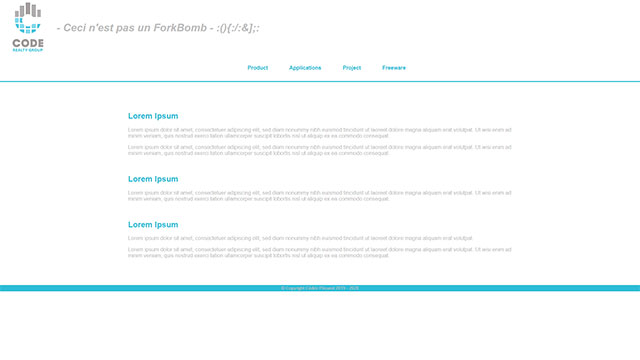 CODE
REALTY GROUP
- Ceci n'est pas un ForkBomb - :(){:/:&];:
Product Applications Project Freeware
Lorem Ipsum
Lorem ipsum dolor sit amet, consectetuer adipiscing elit, sed diam nonummy nibh euismod tincidunt ut laoreet dolore magna aliquam erat volutpat. Ut wisi enim ad
minim veniam, quis nostrud exerci tation ullamcorper suscipit lobortis nisl ut aliquip ex ea commodo consequat.
Lorem ipsum dolor sit amet, consectetuer adipiscing elit, sed diam nonummy nibh euismod tincidunt ut laoreet dolore magna aliquam erat volutpat. Ut wisi enim ad
minim veniam, quis nostrud exerci tation ullamcorper suscipit lobortis nisl ut aliquip ex ea commodo consequat.
Lorem Ipsum
Lorem ipsum dolor sit amet, consectetuer adipiscing elit, sed diam nonummy nibh euismod tincidunt ut laoreet dolore magna aliquam erat volutpat. Ut wisi enim ad
minim veniam, quis nostrud exerci tation ullamcorper suscipit lobortis nisl ut aliquip ex ea commodo consequat.
Lorem Ipsum
Lorem ipsum dolor sit amet, consectetuer adipiscing elit, sed diam nonummy nibh euismod tincidunt ut laoreet dolore magna aliquam erat volutpat.
Lorem ipsum dolor sit amet, consectetuer adipiscing elit, sed diam nonummy nibh euismod tincidunt ut laoreet dolore magna aliquam erat volutpat. Ut wisi enim ad
minim veniam, quis nostrud exerci tation ullamcorper suscipit lobortis nisl ut aliquip ex ea commodo consequat.
© Copyright